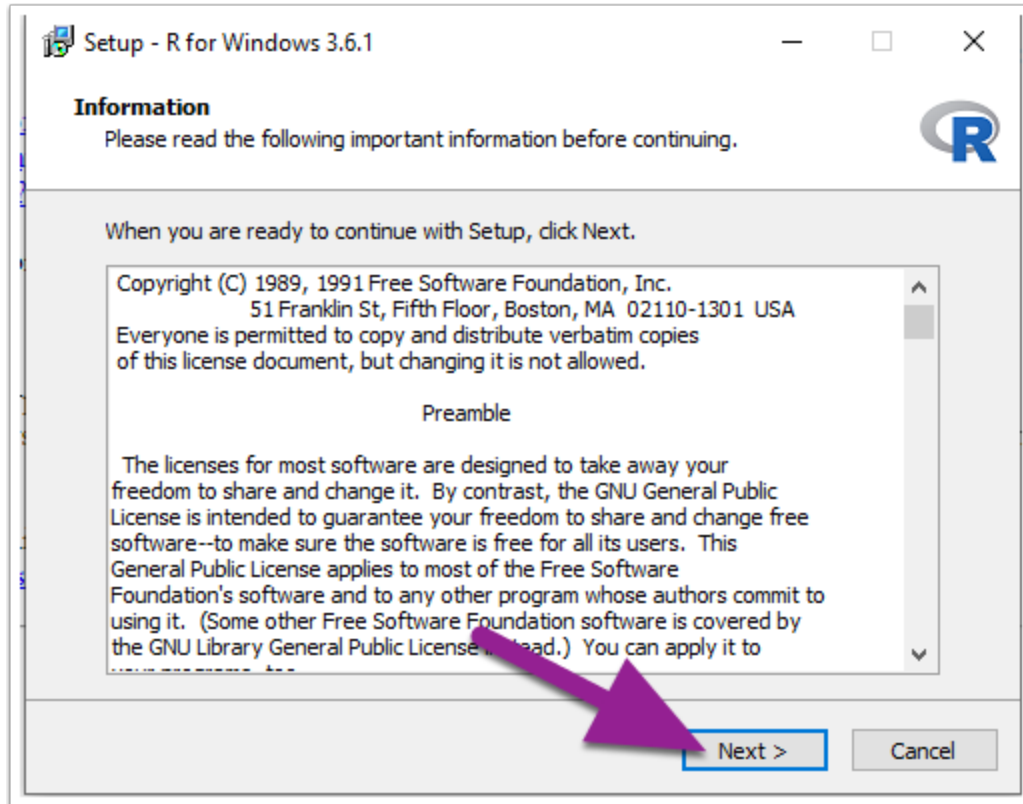 Setup - R for Windows 3.6.1
Information
Please read the following important information before continuing.
R
When you are ready to continue with Setup, click Next.
Copyright (C) 1989, 1991 Free Software Foundation, Inc.
51 Franklin St, Fifth Floor, Boston, MA 02110-1301 USA
Everyone is permitted to copy and distribute verbatim copies
of this license document, but changing it is not allowed.
Preamble
The licenses for most software are designed to take away your
freedom to share and change it. By contrast, the GNU General Public
License is intended to guarantee your freedom to share and change free
software--to make sure the software is free for all its users. This
General Public License applies to most of the Free Software
Foundation's software and to any other program whose authors commit to
using it. (Some other Free Software Foundation software is covered by
the GNU Library General Public License You can apply it to
Next >
Cancel